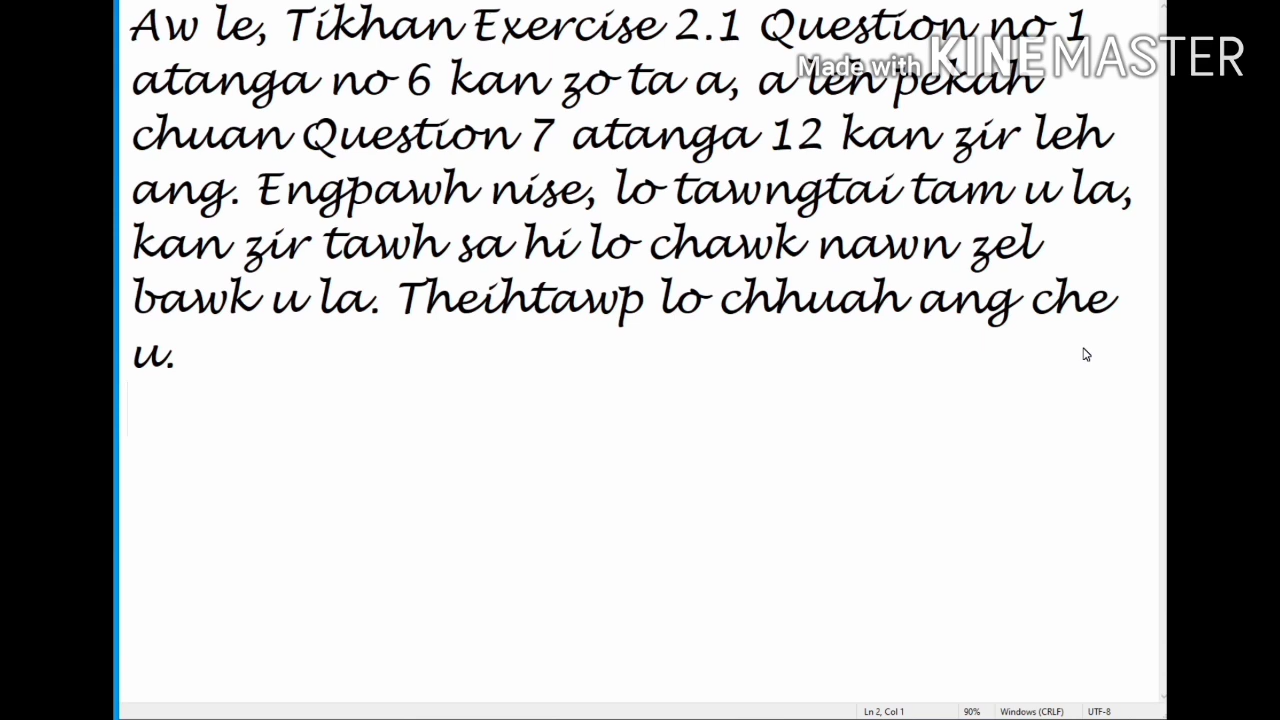 Aw le, Tikhan Exercise 2.1 Question no 1
atanga no 6 kan zo ta a, a leh pekah
chuan Question 7 atanga 12 kan zir leh
ang. Engpawh nise, lo tawngtai tam u la,
kan zir tawh sa hi lo chawk nawn zel
bawk u la. Theihtawp lo chhuah ang che
u.
Made with KINEMASTER
Ln 2, Col 1 90% Windows (CRLF) UTF-8